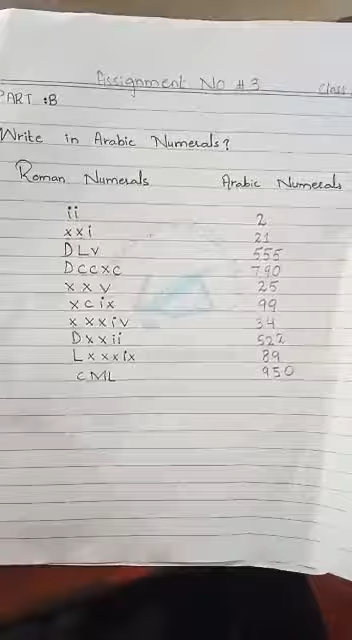 Assignment No # 3 Class
PART :B
Write in Arabic Numerals?
Roman Numerals Arabic Numerals
ii 2
xxi 21
DLV 555
DCCXC 790
XXV 25
xcix 99
xxxiv 34
Dxxii 522
Lxxxix 89
CML 950